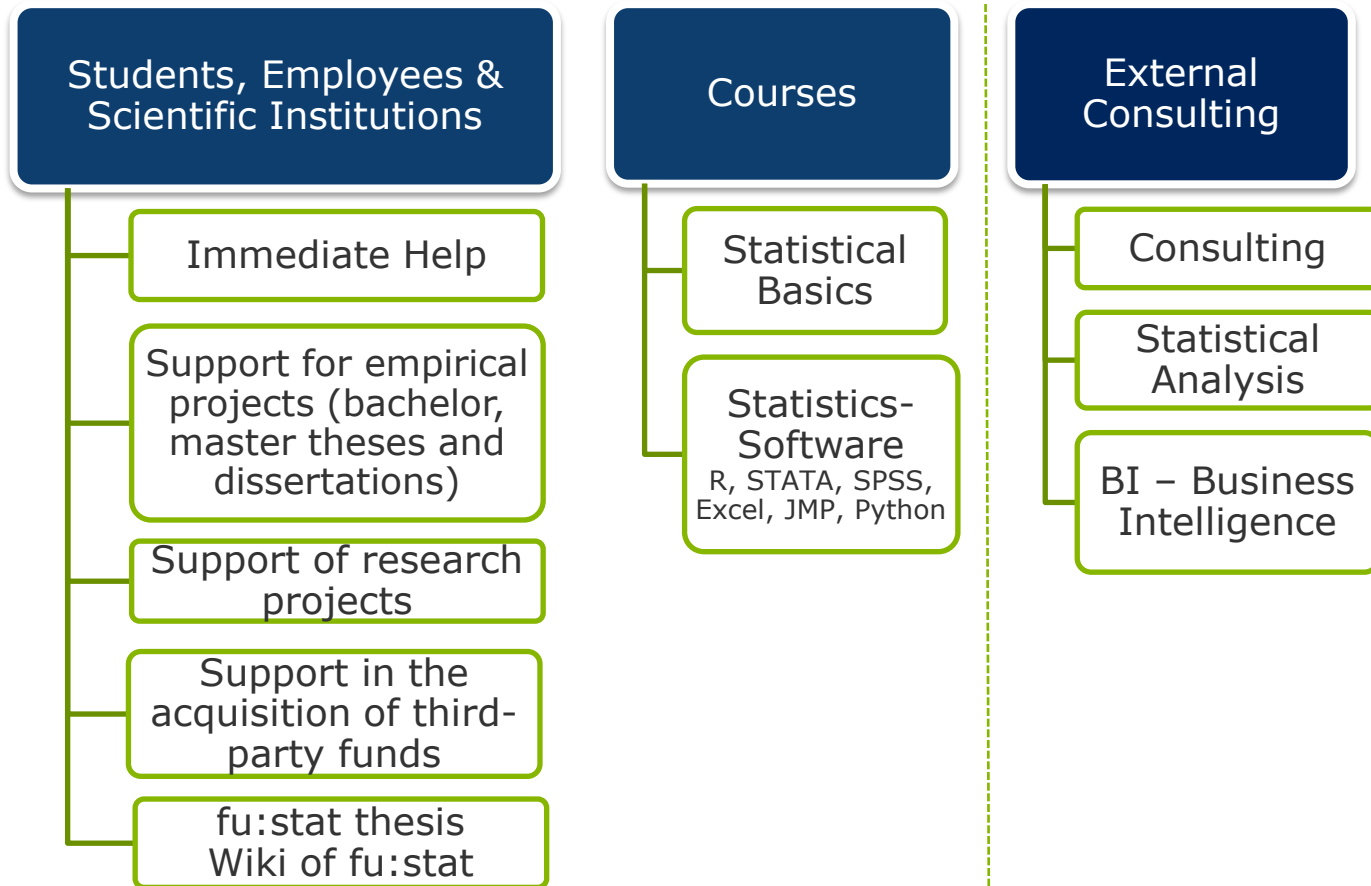 Students, Employees &
Scientific Institutions
Immediate Help
Support for empirical
projects (bachelor,
master theses and
dissertations)
Support of research
projects
Support in the
acquisition of third-
party funds
fu:stat thesis
Wiki of fu:stat
Courses
Statistical
Basics
Statistics-
Software
R, STATA, SPSS,
Excel, JMP, Python
External
Consulting
Consulting
Statistical
Analysis
BI – Business
Intelligence